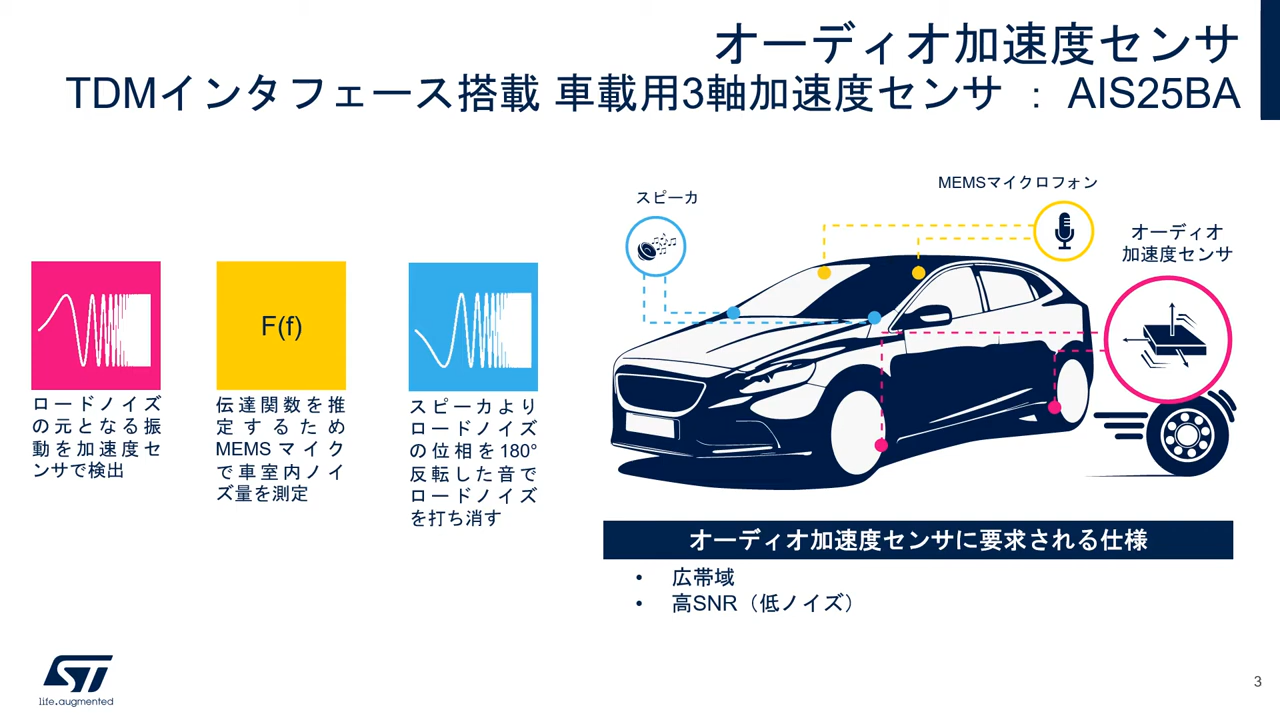 オーディオ加速度センサ
TDMインタフェース搭載 車載用3軸加速度センサ : AIS25BA
ロードノイズ
の元となる振
動を加速度セ
ンサで検出
F(f)
伝達関数を推
定するため
MEMSマイク
で車室内ノイ
ズ量を測定
スピーカより
ロードノイズ
の位相を180°
反転した音で
ロードノイズ
を打ち消す
スピーカ
MEMSマイクロフォン
オーディオ
加速度センサ
オーディオ加速度センサに要求される仕様
• 広帯域
• 高SNR（低ノイズ）
ST
life.augmented
3